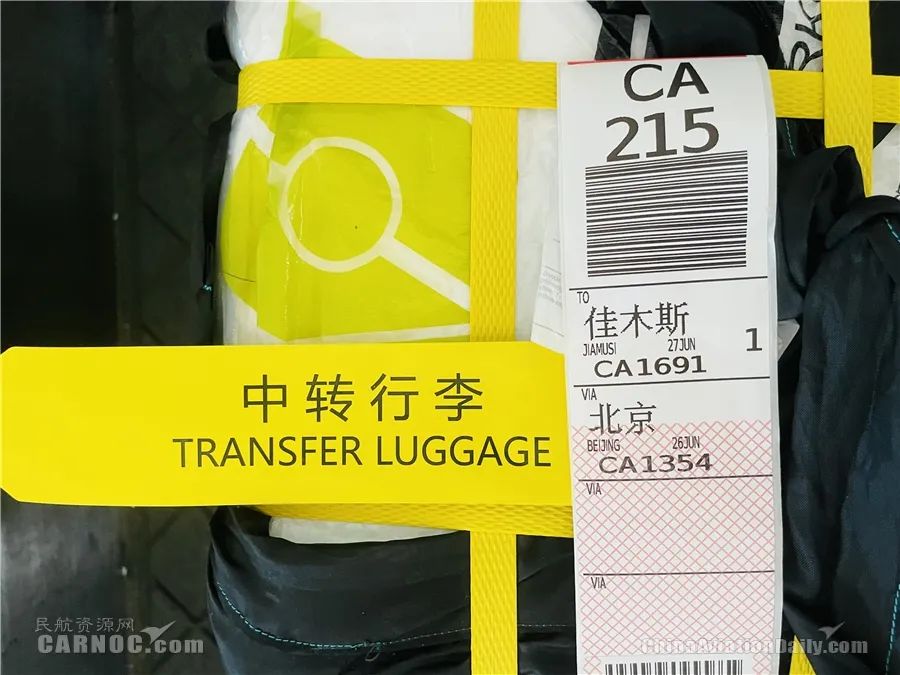 CA
215
TO
佳木斯
JIAMUSI 27JUN 1
CA1691
VIA
北京
BEIJING 26JUN
CA1354
VIA
VIA
中转行李
TRANSFER LUGGAGE
民航资源网
CARNOC.com
ChinaAviationDaily.com